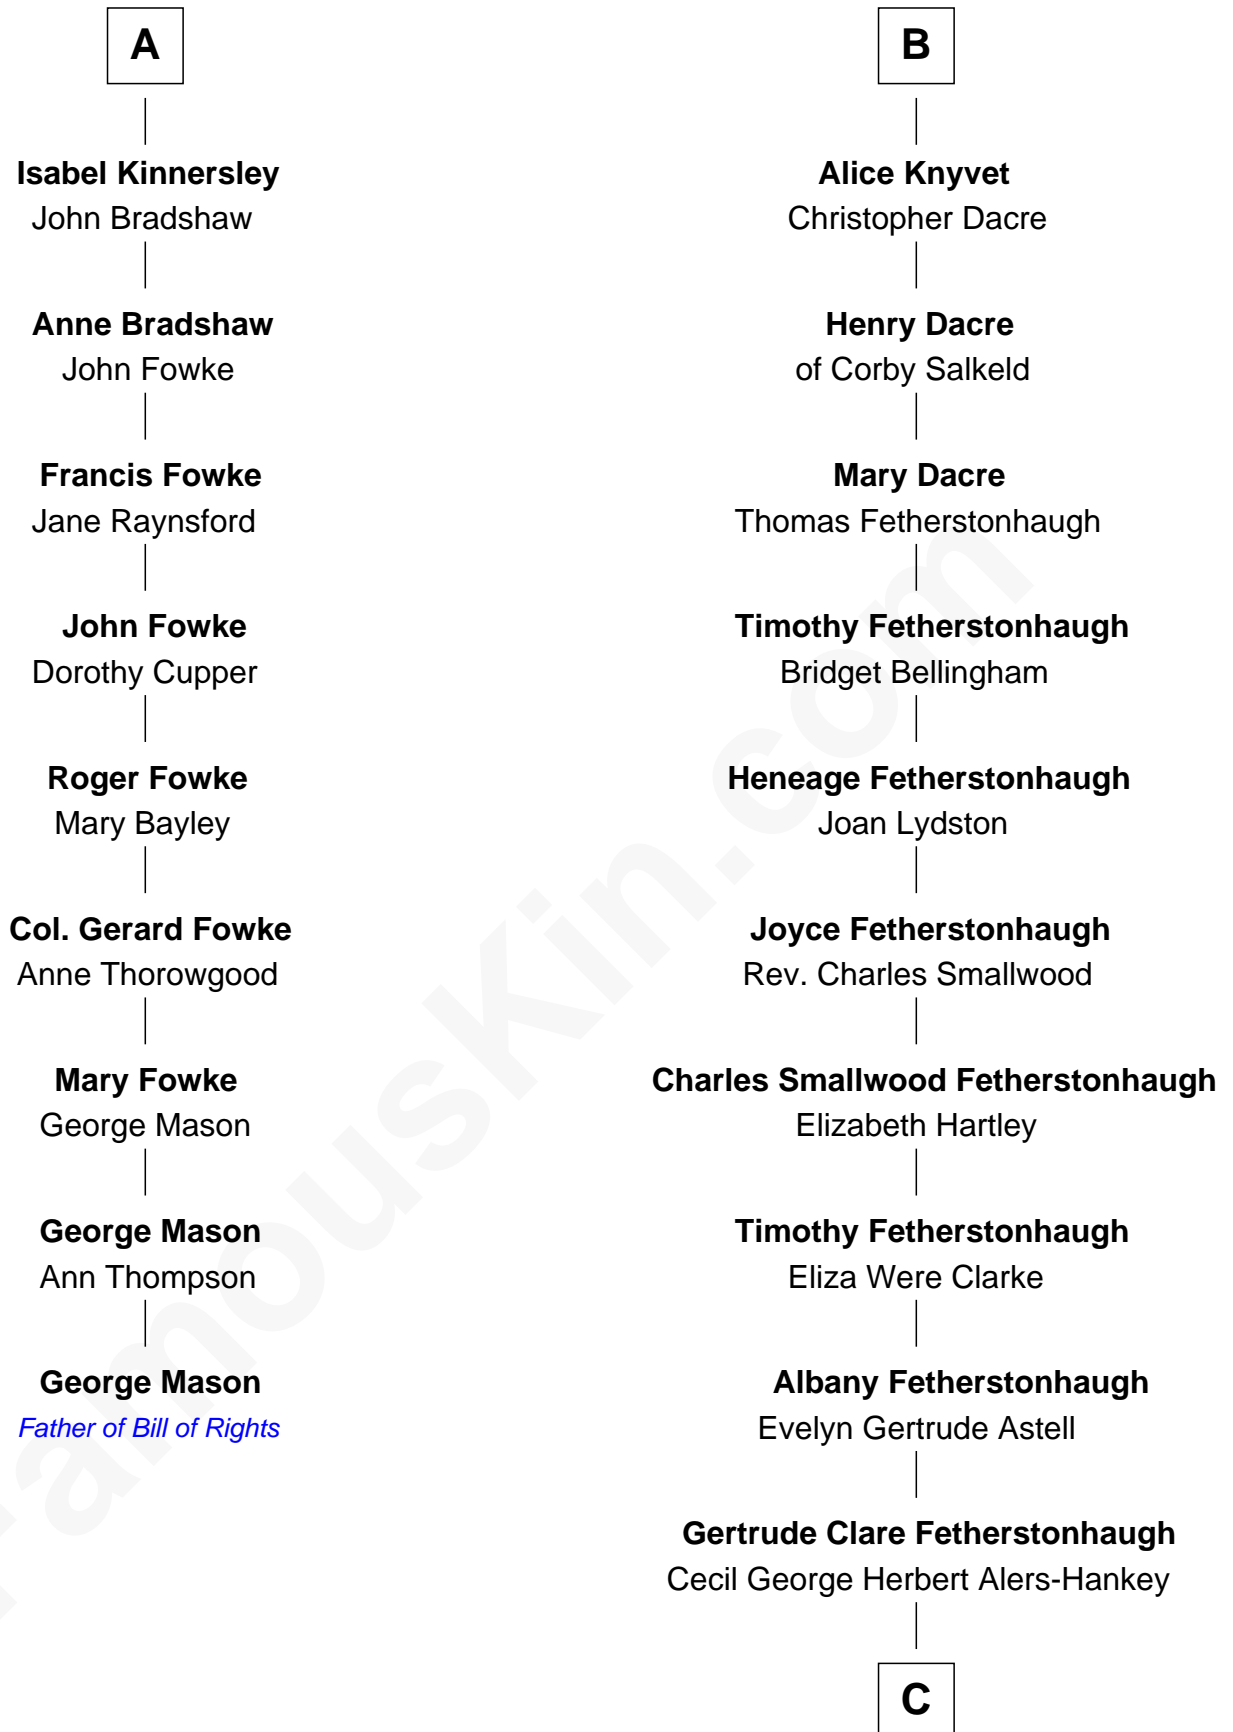 A
Isabel Kinnersley
John Bradshaw
Anne Bradshaw
John Fowke
Francis Fowke
Jane Raynsford
John Fowke
Dorothy Cupper
Roger Fowke
Mary Bayley
Col. Gerard Fowke
Anne Thorowgood
Mary Fowke
George Mason
George Mason
Ann Thompson
George Mason
Father of Bill of Rights
B
Alice Knyvet
Christopher Dacre
Henry Dacre
of Corby Salkeld
Mary Dacre
Thomas Fetherstonhaugh
Timothy Fetherstonhaugh
Bridget Bellingham
Heneage Fetherstonhaugh
Joan Lydston
Joyce Fetherstonhaugh
Rev. Charles Smallwood
Charles Smallwood Fetherstonhaugh
Elizabeth Hartley
Timothy Fetherstonhaugh
Eliza Were Clarke
Albany Fetherstonhaugh
Evelyn Gertrude Astell
Gertrude Clare Fetherstonhaugh
Cecil George Herbert Alers-Hankey
C
FamousKin.com